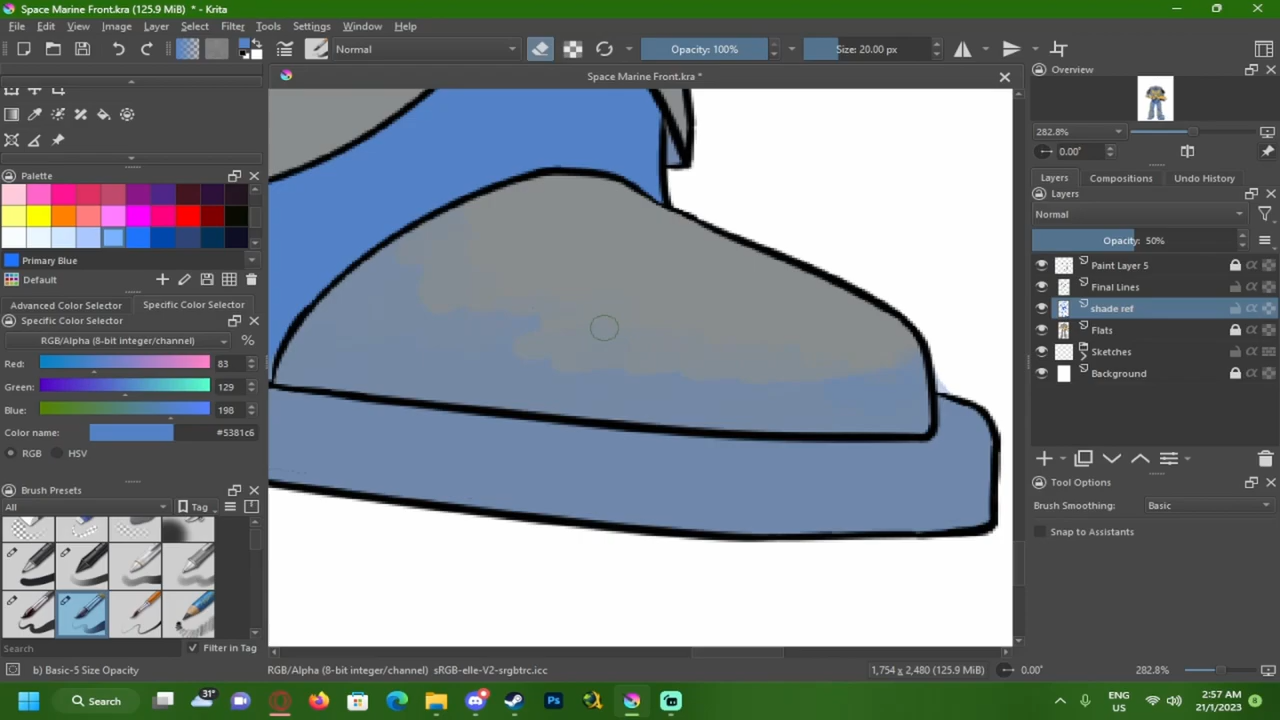 Space Marine Front.kra (125.9 MiB)  * - Krita
File Edit View Image Layer Select Filter Tools Settings Window Help
Normal
Opacity: 100%
Size: 20.00 px
Space Marine Front.kra *
Overview
282.8%
0.00°
Palette
Layers Compositions Undo History
Layers
Normal
Opacity: 50%
Primary Blue
Default
Paint Layer 5
Final Lines
shade ref
Flats
Sketches
Background
Advanced Color Selector Specific Color Selector
Specific Color Selector
RGB/Alpha (8-bit integer/channel) %
Red: 83
Green: 129
Blue: 198
Color name: #5381c6
RGB HSV
Tool Options
Brush Smoothing: Basic
Snap to Assistants
Brush Presets
All Tag
Search Filter in Tag
b) Basic-5 Size Opacity
RGB/Alpha (8-bit integer/channel)  sRGB-elle-V2-srgbtrc.icc
1,754 x 2,480 (125.9 MiB)
0.00°
282.8%
Search
31°
Ps
ENG
US
2:57 AM
21/1/2023
8